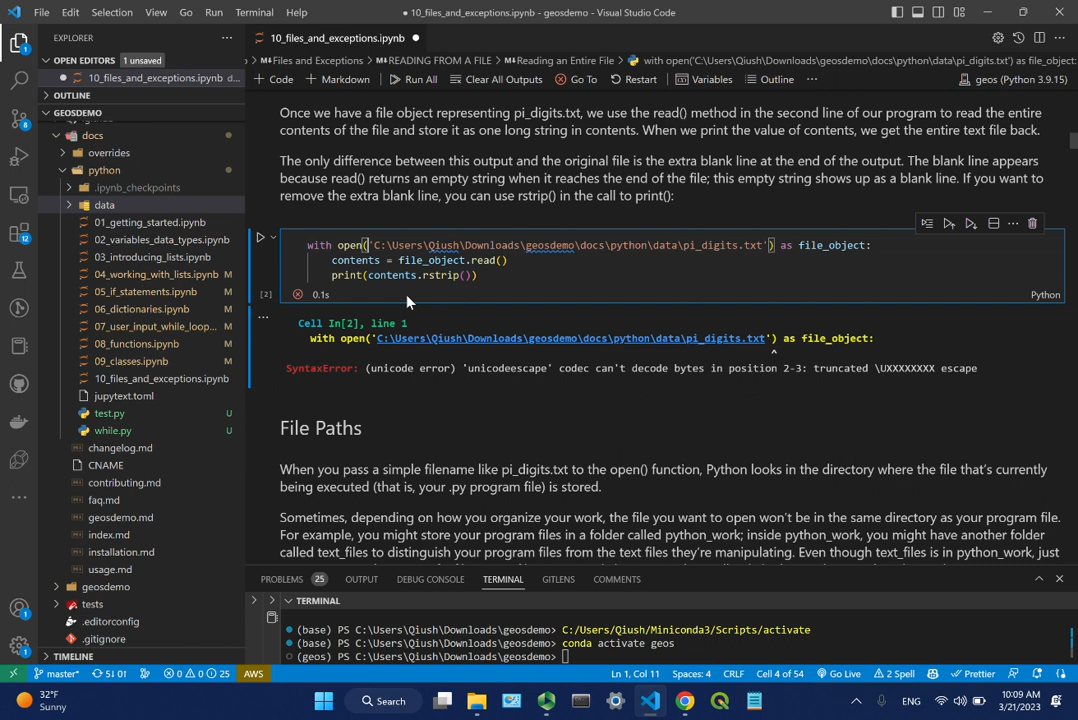 File Edit Selection View Go Run Terminal Help
● 10_files_and_exceptions.ipynb - geosdemo - Visual Studio Code
EXPLORER
OPEN EDITORS 1 unsaved
● 10_files_and_exceptions.ipynb d...
OUTLINE
GEOSDEMO
docs
overrides
python
.ipynb_checkpoints
data
01_getting_started.ipynb
02_variables_data_types.ipynb
03_introducing_lists.ipynb
04_working_with_lists.ipynb M
05_if_statements.ipynb M
06_dictionaries.ipynb M
07_user_input_while_loop... M
08_functions.ipynb M
09_classes.ipynb M
10_files_and_exceptions.ipynb
jupytext.toml
test.py U
while.py U
changelog.md
CNAME
contributing.md
faq.md
geosdemo.md
index.md
installation.md
usage.md
geosdemo
tests
.editorconfig
.gitignore
TIMELINE
10_files_and_exceptions.ipynb ●
> Files and Exceptions > READING FROM A FILE > Reading an Entire File > with open('C:\Users\Qiush\Downloads\geosdemo\docs\python\data\pi_digits.txt') as file_object:
+ Code + Markdown Run All Clear All Outputs Go To Restart Variables Outline ... geos (Python 3.9.15)
Once we have a file object representing pi_digits.txt, we use the read() method in the second line of our program to read the entire
contents of the file and store it as one long string in contents. When we print the value of contents, we get the entire text file back.
The only difference between this output and the original file is the extra blank line at the end of the output. The blank line appears
because read() returns an empty string when it reaches the end of the file; this empty string shows up as a blank line. If you want to
remove the extra blank line, you can use rstrip() in the call to print():
with open('C:\Users\Qiush\Downloads\geosdemo\docs\python\data\pi_digits.txt') as file_object:
contents = file_object.read()
print(contents.rstrip())
[2] 0.1s Python
Cell In[2], line 1
with open('C:\Users\Qiush\Downloads\geosdemo\docs\python\data\pi_digits.txt') as file_object:
^
SyntaxError: (unicode error) 'unicodeescape' codec can't decode bytes in position 2-3: truncated \UXXXXXXXX escape
File Paths
When you pass a simple filename like pi_digits.txt to the open() function, Python looks in the directory where the file that's currently
being executed (that is, your .py program file) is stored.
Sometimes, depending on how you organize your work, the file you want to open won't be in the same directory as your program file.
For example, you might store your program files in a folder called python_work; inside python_work, you might have another folder
called text_files to distinguish your program files from the text files they're manipulating. Even though text_files is in python_work, just
PROBLEMS 25 OUTPUT DEBUG CONSOLE TERMINAL GITLENS COMMENTS
TERMINAL
(base) PS C:\Users\Qiush\Downloads\geosdemo> C:/Users/Qiush/Miniconda3/Scripts/activate
(base) PS C:\Users\Qiush\Downloads\geosdemo> conda activate geos
(geos) PS C:\Users\Qiush\Downloads\geosdemo>
1
8
12
1
1
master* 5↓ 0↑ 0 0 25 AWS Ln 1, Col 11 Spaces: 4 CRLF Cell 4 of 54 Go Live 2 Spell Prettier
32°F
Sunny
Search
ENG
10:09 AM
3/21/2023